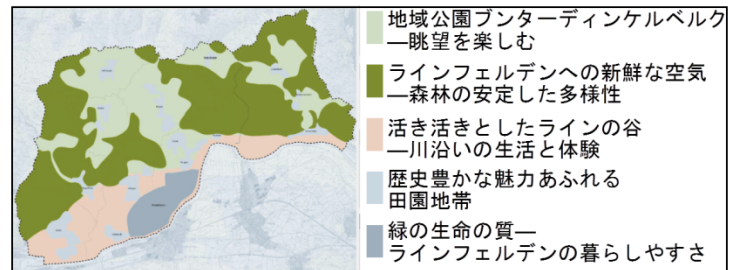 地域公園ブンターディンケルベルク
―眺望を楽しむ
ラインフェルデンへの新鮮な空気
―森林の安定した多様性
活き活きとしたラインの谷
―川沿いの生活と体験
歴史豊かな魅力あふれる
田園地帯
緑の生命の質―
ラインフェルデンの暮らしやすさ